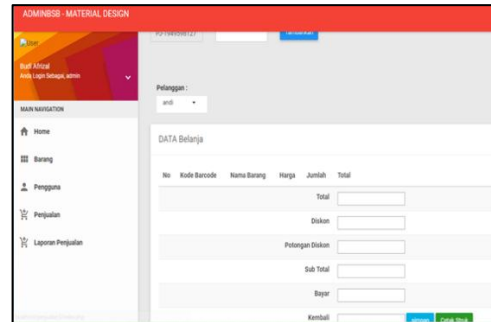 ADMINBSB - MATERIAL DESIGN
User
Budi Afrizal
Anda Login Sebagai, admin
MAIN NAVIGATION
Home
Barang
Pengguna
Penjualan
Laporan Penjualan
Pelanggan :
andi
DATA Belanja
No Kode Barcode Nama Barang Harga Jumlah Total
Total
Diskon
Potongan Diskon
Sub Total
Bayar
Kembali
Cetak Struk